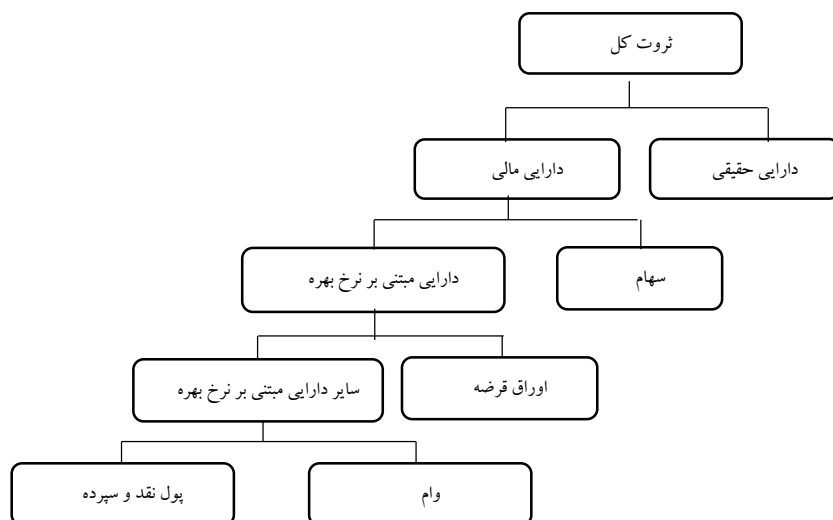 ثروت کل
دارایی حقیقی
دارایی مالی
سهام
دارایی مبتنی بر نرخ بهره
اوراق قرضه
سایر دارایی مبتنی بر نرخ بهره
وام
پول نقد و سپرده